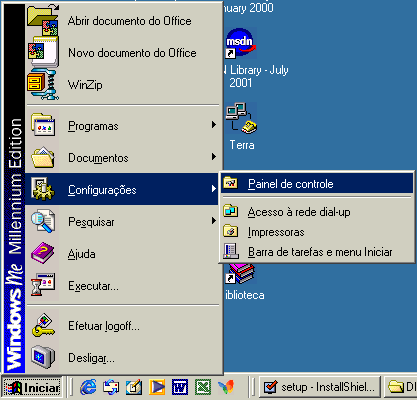 uary 2000
Abrir documento do Office
Novo documento do Office
WinZip
msdn
N Library - July
2001
Programas
Documentos
Configurações
Pesquisar
Ajuda
Executar...
Efetuar logoff...
Desligar...
Windows Me Millennium Edition
Terra
Painel de controle
Acesso à rede dial-up
Impressoras
Barra de tarefas e menu Iniciar
iblioteca
Iniciar
setup - InstallShiel...
DI